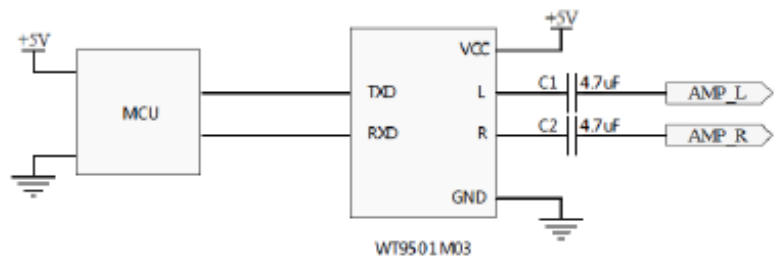 +5V
+5V
VCC
MCU
TXD
L
C1
4.7uF
AMP_L
RXD
R
C2
4.7uF
AMP_R
GND
WT9501M03